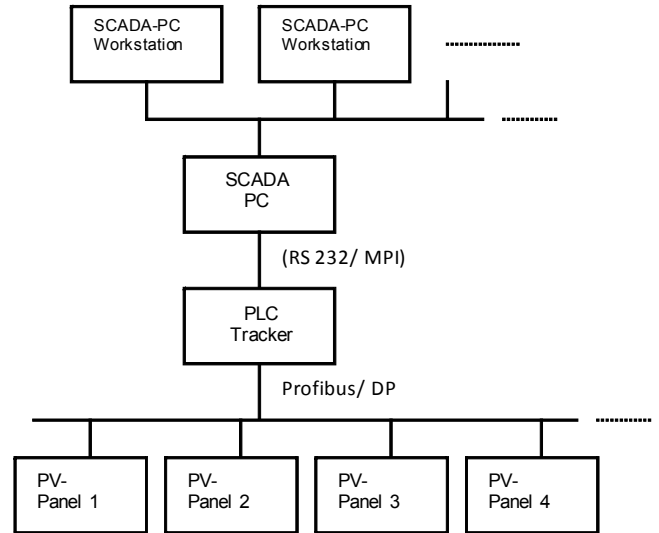 SCADA-PC
Workstation
SCADA-PC
Workstation
SCADA
PC
(RS 232/ MPI)
PLC
Tracker
Profibus/ DP
PV-
Panel 1
PV-
Panel 2
PV-
Panel 3
PV-
Panel 4